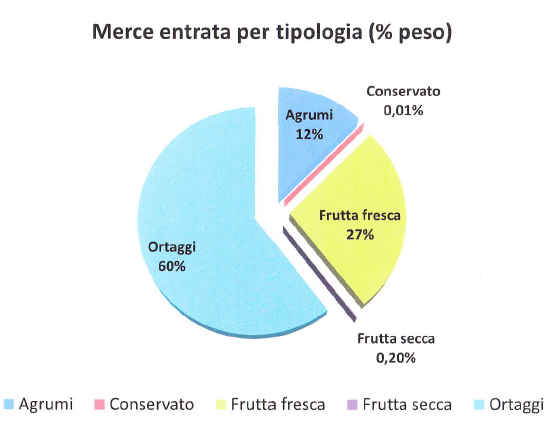 Merce entrata per tipologia (% peso)
Conservato
0,01%
Agrumi
12%
Frutta fresca
27%
Ortaggi
60%
Frutta secca
0,20%
Agrumi Conservato Frutta fresca Frutta secca Ortaggi